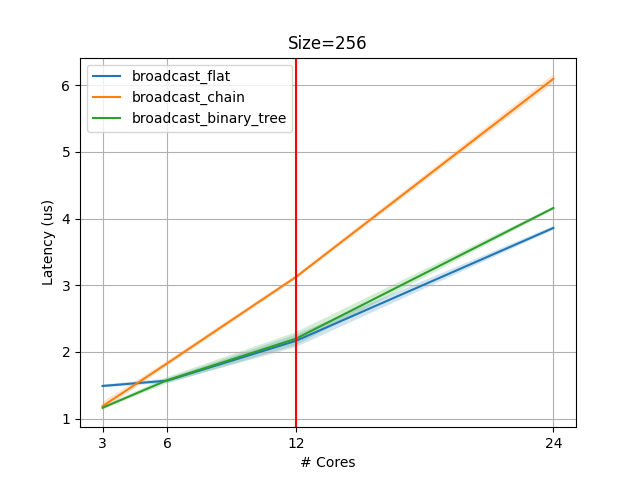 Size=256
broadcast_flat
broadcast_chain
broadcast_binary_tree
Latency (us)
6
5
4
3
2
1
3 6 12 24
# Cores